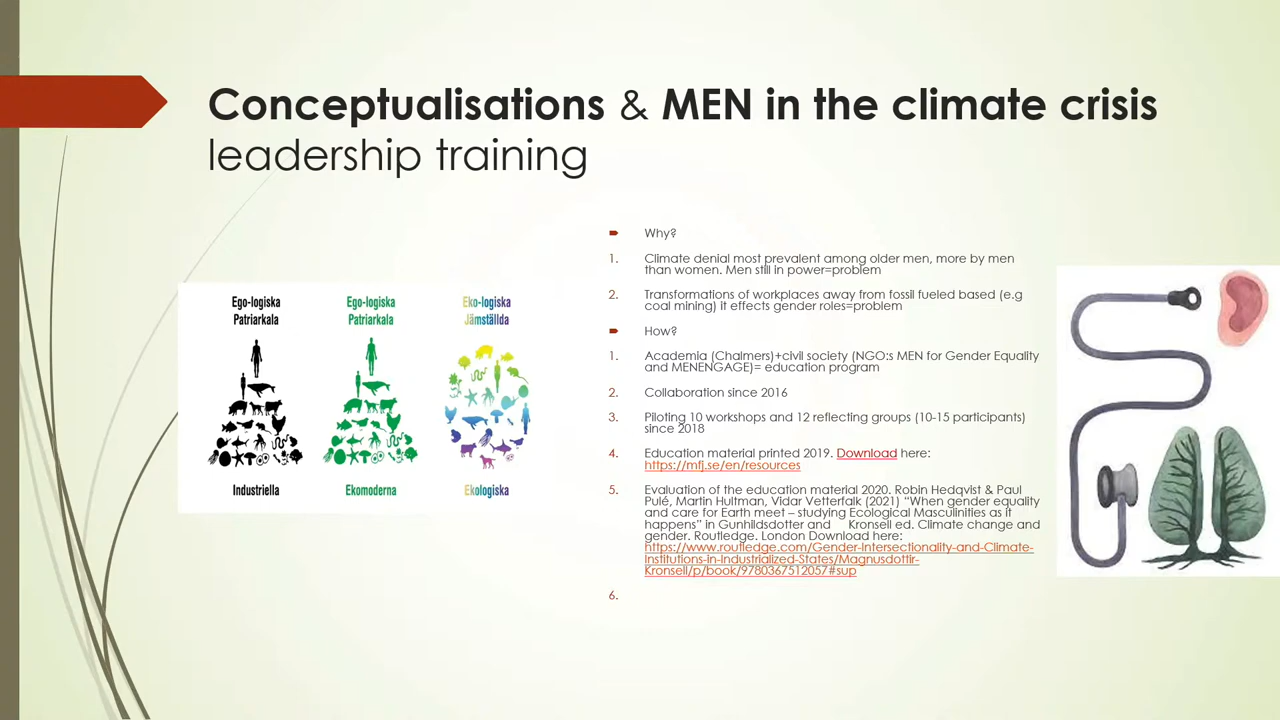 Conceptualisations & MEN in the climate crisis
leadership training
Ego-logiska
Patriarkala
Industriella
Ego-logiska
Patriarkala
Ekomoderna
Eko-logiska
Jämställda
Ekologiska
Why?
1. Climate denial most prevalent among older men, more by men
than women. Men still in power=problem
2. Transformations of workplaces away from fossil fueled based (e.g
coal mining) it effects gender roles=problem
How?
1. Academia (Chalmers)+civil society (NGO:s MEN for Gender Equality
and MENENGAGE)= education program
2. Collaboration since 2016
3. Piloting 10 workshops and 12 reflecting groups (10-15 participants)
since 2018
4. Education material printed 2019. Download here:
https://mfj.se/en/resources
5. Evaluation of the education material 2020. Robin Hedqvist & Paul
Pulé, Martin Hultman, Vidar Vetterfalk (2021) “When gender equality
and care for Earth meet – studying Ecological Masculinities as it
happens” in Gunhildsdotter and Kronsell ed. Climate change and
gender. Routledge. London Download here:
https://www.routledge.com/Gender-Intersectionality-and-Climate-
Institutions-in-Industrialized-States/Magnusdottir-
Kronsell/p/book/9780367512057#sup
6.